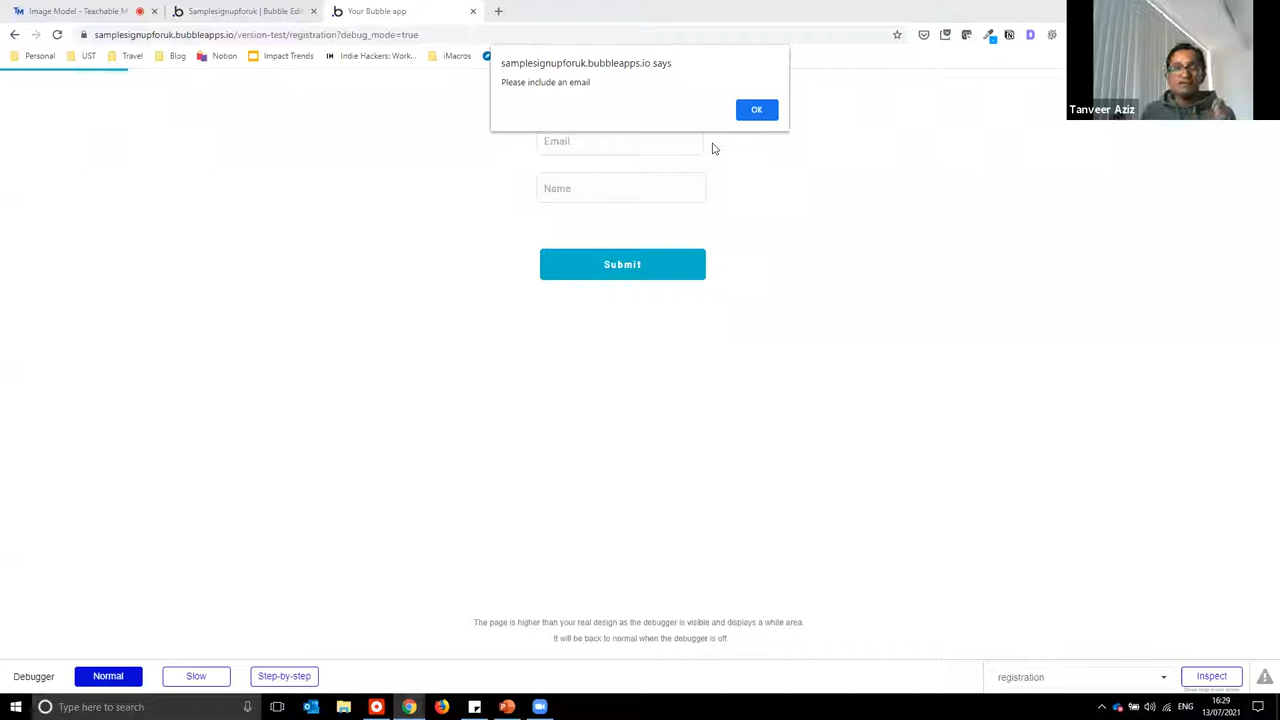 Image Model - Teachable M
Samplesignupforuk | Bubble Edit
Your Bubble app
samplesignupforuk.bubbleapps.io/version-test/registration?debug_mode=true
Personal
UST
Travel
Blog
Notion
Impact Trends
Indie Hackers: Work...
iMacros
samplesignupforuk.bubbleapps.io says
Please include an email
OK
Tanveer Aziz
Email
Name
Submit
The page is higher than your real design as the debugger is visible and displays a white area.
It will be back to normal when the debugger is off.
Debugger
Normal
Slow
Step-by-step
registration
Inspect
Type here to search
ENG
16:29
13/07/2021